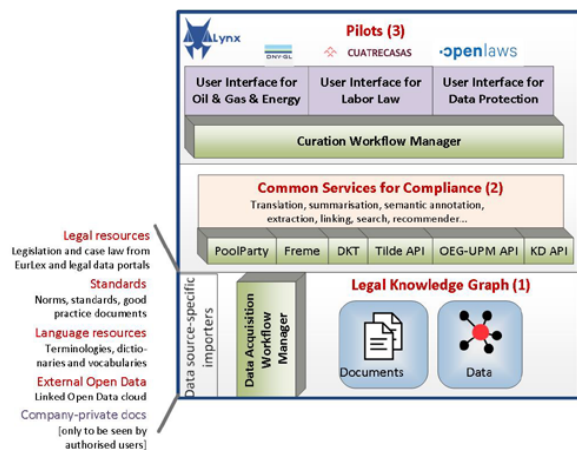 Lynx
Pilots (3)
DNV·GL
CUATRECASAS
openlaws
User Interface for
Oil & Gas & Energy
User Interface for
Labor Law
User Interface for
Data Protection
Curation Workflow Manager
Common Services for Compliance (2)
Translation, summarisation, semantic annotation,
extraction, linking, search, recommender...
PoolParty
Freme
DKT
Tilde API
OEG-UPM API
KD API
Legal resources
Legislation and case law from
EurLex and legal data portals
Standards
Norms, standards, good
practice documents
Language resources
Terminologies, dictio-
naries and vocabularies
External Open Data
Linked Open Data cloud
Company-private docs
[only to be seen by
authorised users]
Data source-specific
importers
Data Acquisition
Workflow
Manager
Legal Knowledge Graph (1)
Documents
Data